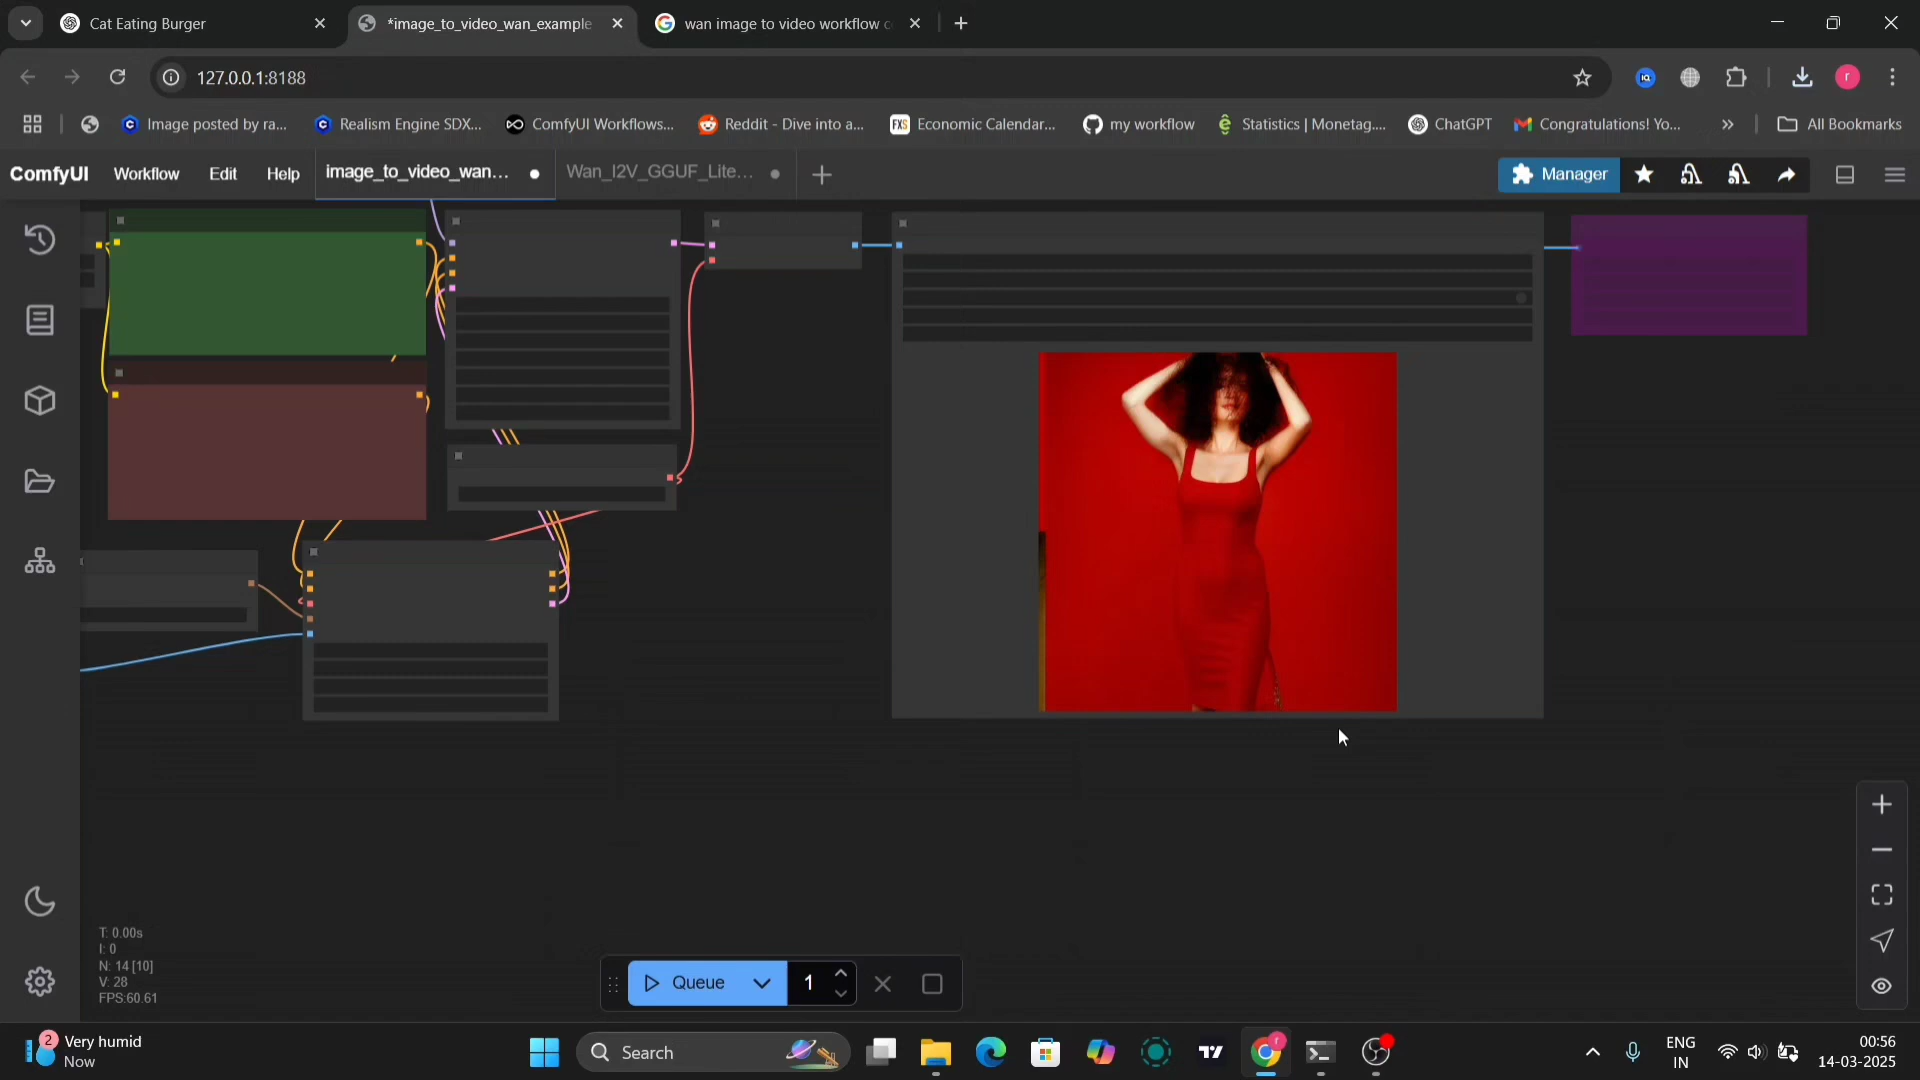 Cat Eating Burger
*image_to_video_wan_example
wan image to video workflow c
127.0.0.1:8188
Image posted by ra...
Realism Engine SDX...
ComfyUI Workflows...
Reddit - Dive into a...
FXS
Economic Calendar...
my workflow
Statistics | Monetag....
ChatGPT
Congratulations! Yo...
»
All Bookmarks
ComfyUI
Workflow
Edit
Help
image_to_video_wan...
Wan_I2V_GGUF_Lite...
Manager
T: 0.00s
I: 0
N: 14 [10]
V: 28
FPS:60.61
Queue
1
2
Very humid
Now
Search
ENG
IN
00:56
14-03-2025